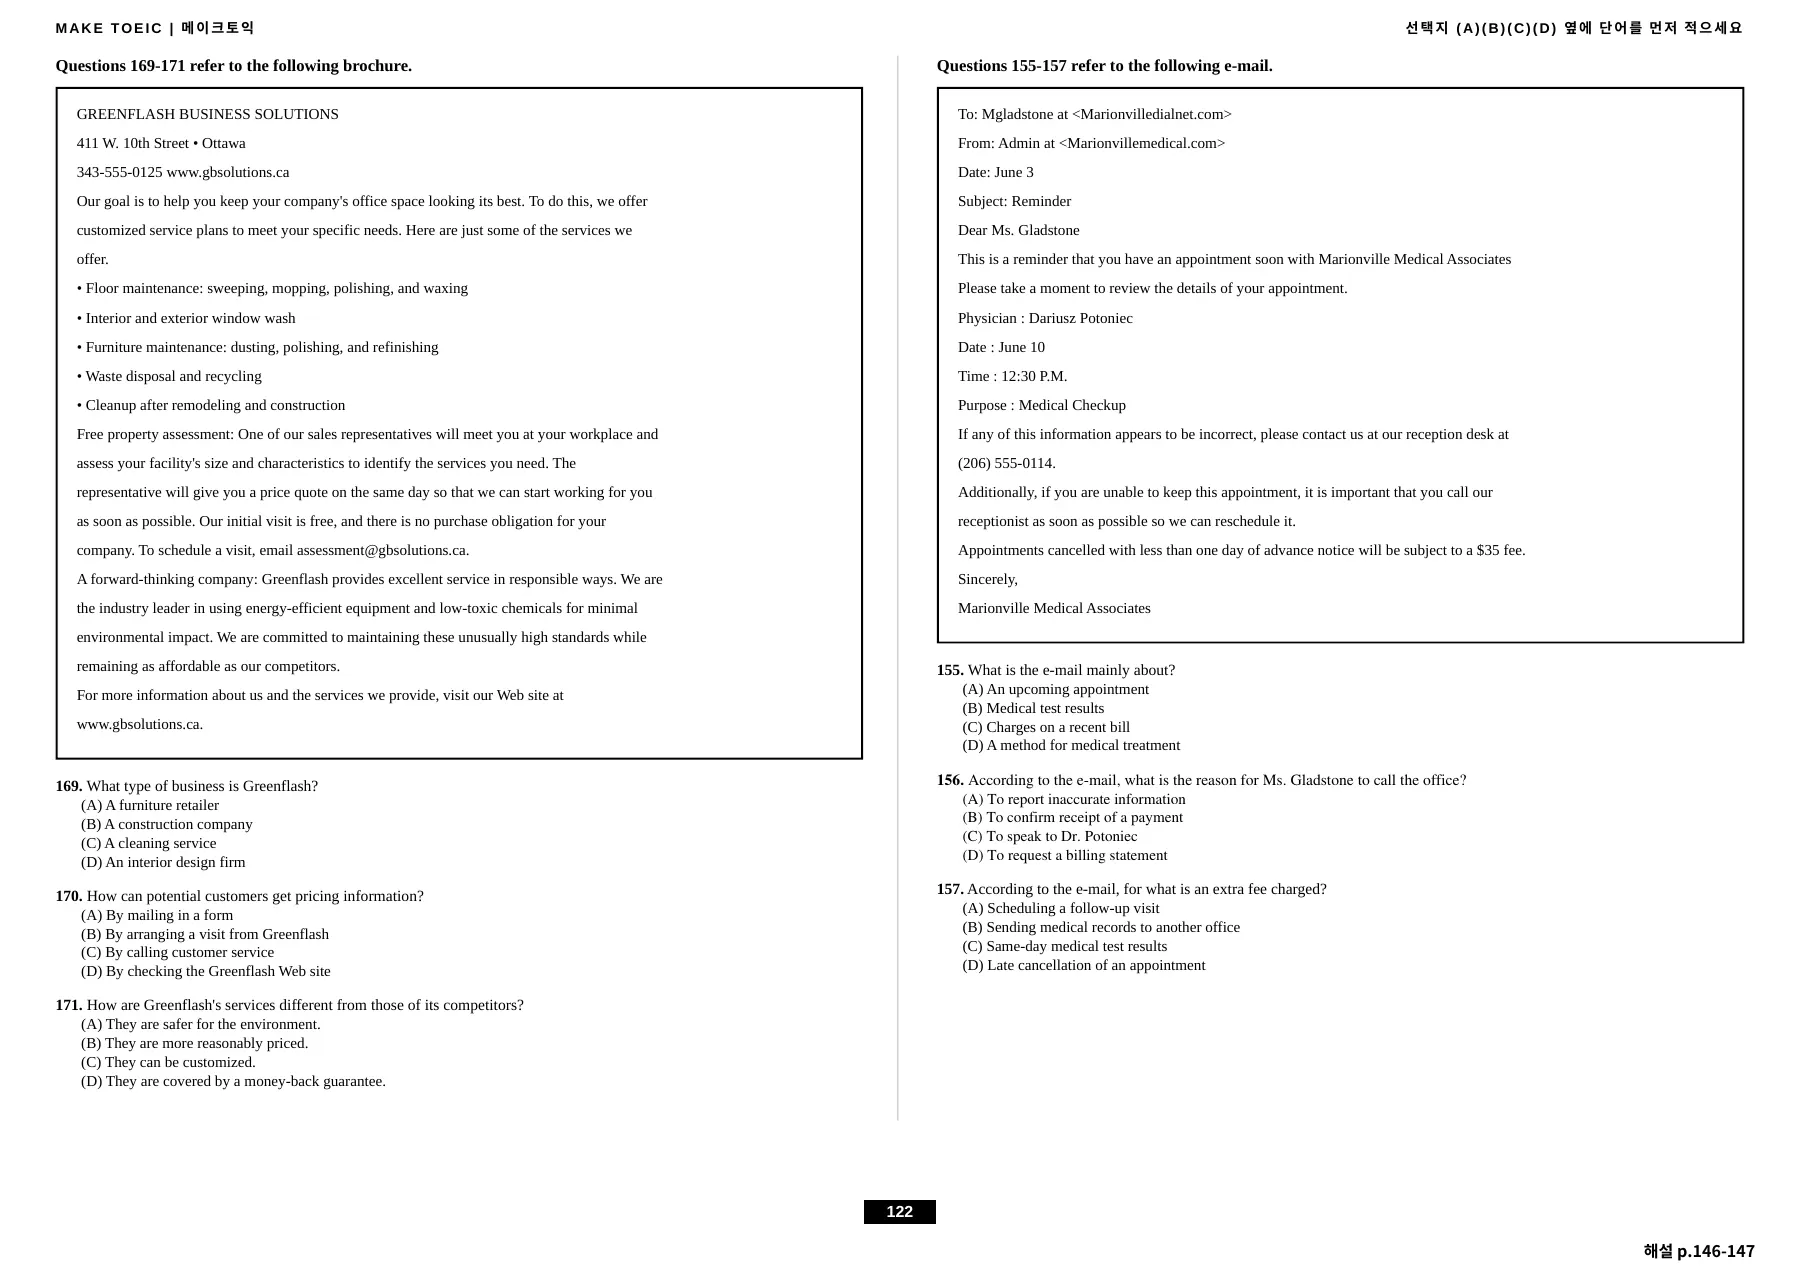 MAKE TOEIC | 메이크토익
선택지 (A)(B)(C)(D) 옆에 단어를 먼저 적으세요
Questions 169-171 refer to the following brochure.
GREENFLASH BUSINESS SOLUTIONS
411 W. 10th Street • Ottawa
343-555-0125 www.gbsolutions.ca
Our goal is to help you keep your company's office space looking its best. To do this, we offer
customized service plans to meet your specific needs. Here are just some of the services we
offer.
• Floor maintenance: sweeping, mopping, polishing, and waxing
• Interior and exterior window wash
• Furniture maintenance: dusting, polishing, and refinishing
• Waste disposal and recycling
• Cleanup after remodeling and construction
Free property assessment: One of our sales representatives will meet you at your workplace and
assess your facility's size and characteristics to identify the services you need. The
representative will give you a price quote on the same day so that we can start working for you
as soon as possible. Our initial visit is free, and there is no purchase obligation for your
company. To schedule a visit, email assessment@gbsolutions.ca.
A forward-thinking company: Greenflash provides excellent service in responsible ways. We are
the industry leader in using energy-efficient equipment and low-toxic chemicals for minimal
environmental impact. We are committed to maintaining these unusually high standards while
remaining as affordable as our competitors.
For more information about us and the services we provide, visit our Web site at
www.gbsolutions.ca.
169. What type of business is Greenflash?
(A) A furniture retailer
(B) A construction company
(C) A cleaning service
(D) An interior design firm
170. How can potential customers get pricing information?
(A) By mailing in a form
(B) By arranging a visit from Greenflash
(C) By calling customer service
(D) By checking the Greenflash Web site
171. How are Greenflash's services different from those of its competitors?
(A) They are safer for the environment.
(B) They are more reasonably priced.
(C) They can be customized.
(D) They are covered by a money-back guarantee.
Questions 155-157 refer to the following e-mail.
To: Mgladstone at <Marionvilledialnet.com>
From: Admin at <Marionvillemedical.com>
Date: June 3
Subject: Reminder
Dear Ms. Gladstone
This is a reminder that you have an appointment soon with Marionville Medical Associates
Please take a moment to review the details of your appointment.
Physician : Dariusz Potoniec
Date : June 10
Time : 12:30 P.M.
Purpose : Medical Checkup
If any of this information appears to be incorrect, please contact us at our reception desk at
(206) 555-0114.
Additionally, if you are unable to keep this appointment, it is important that you call our
receptionist as soon as possible so we can reschedule it.
Appointments cancelled with less than one day of advance notice will be subject to a $35 fee.
Sincerely,
Marionville Medical Associates
155. What is the e-mail mainly about?
(A) An upcoming appointment
(B) Medical test results
(C) Charges on a recent bill
(D) A method for medical treatment
156. According to the e-mail, what is the reason for Ms. Gladstone to call the office?
(A) To report inaccurate information
(B) To confirm receipt of a payment
(C) To speak to Dr. Potoniec
(D) To request a billing statement
157. According to the e-mail, for what is an extra fee charged?
(A) Scheduling a follow-up visit
(B) Sending medical records to another office
(C) Same-day medical test results
(D) Late cancellation of an appointment
122
해설 p.146-147